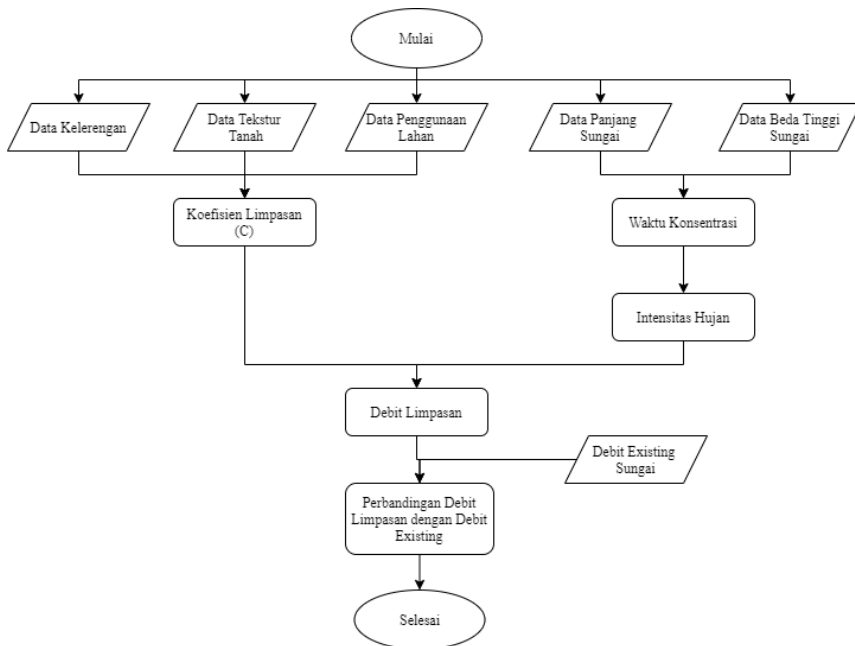 Mulai
Data Kelerengan
Data Tekstur
Tanah
Data Penggunaan
Lahan
Data Panjang
Sungai
Data Beda Tinggi
Sungai
Koefisien Limpasan
(C)
Waktu Konsentrasi
Intensitas Hujan
Debit Limpasan
Debit Existing
Sungai
Perbandingan Debit
Limpasan dengan Debit
Existing
Selesai